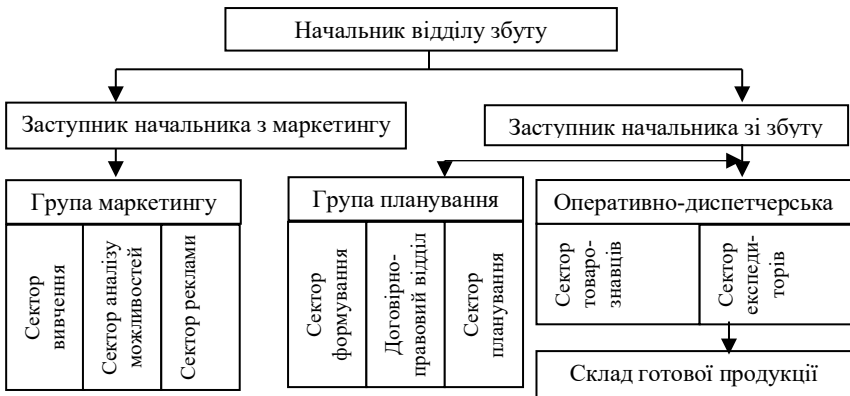 Начальник відділу збуту
Заступник начальника з маркетингу
Заступник начальника зі збуту
Група маркетингу
Група планування
Оперативно-диспетчерська
Сектор
вивчення
Сектор аналізу
можливостей
Сектор реклами
Сектор
формування
Договірно-
правовий відділ
Сектор
планування
Сектор
товаро-
знавців
Сектор
експеди-
торів
Склад готової продукції